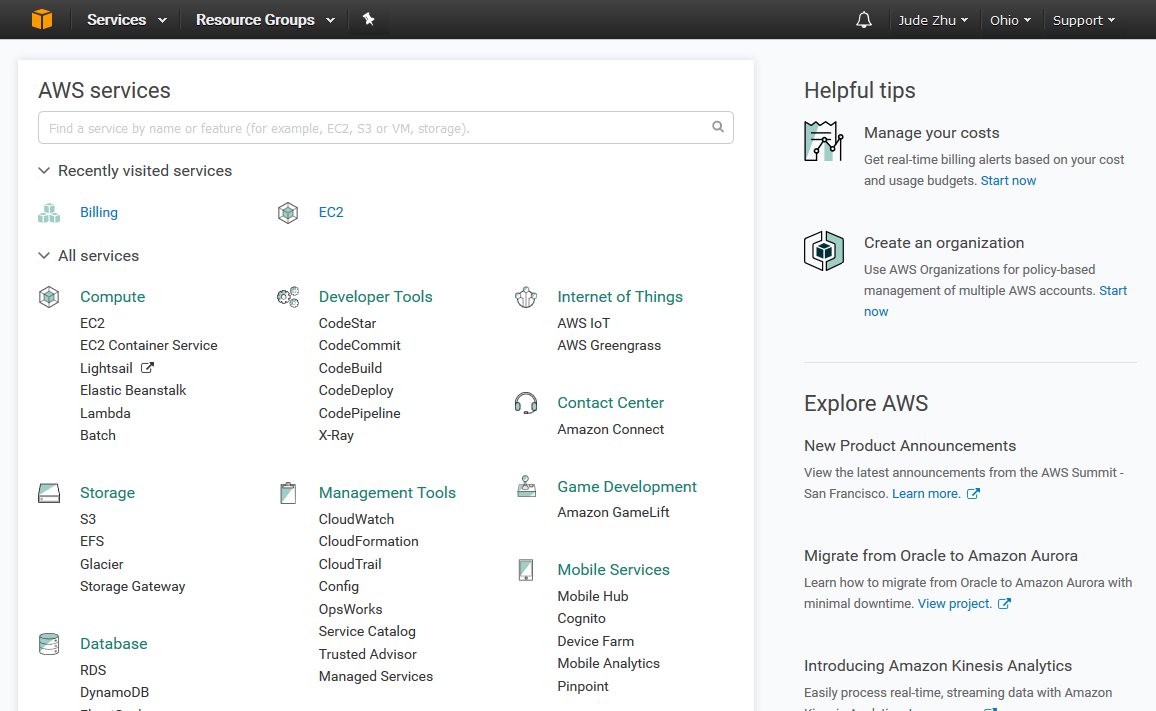 Services
Resource Groups
Jude Zhu
Ohio
Support
AWS services
Find a service by name or feature (for example, EC2, S3 or VM, storage).
Recently visited services
Billing
EC2
All services
Compute
EC2
EC2 Container Service
Lightsail
Elastic Beanstalk
Lambda
Batch
Storage
S3
EFS
Glacier
Storage Gateway
Database
RDS
DynamoDB
Developer Tools
CodeStar
CodeCommit
CodeBuild
CodeDeploy
CodePipeline
X-Ray
Management Tools
CloudWatch
CloudFormation
CloudTrail
Config
OpsWorks
Service Catalog
Trusted Advisor
Managed Services
Internet of Things
AWS IoT
AWS Greengrass
Contact Center
Amazon Connect
Game Development
Amazon GameLift
Mobile Services
Mobile Hub
Cognito
Device Farm
Mobile Analytics
Pinpoint
Helpful tips
Manage your costs
Get real-time billing alerts based on your cost
and usage budgets. Start now
Create an organization
Use AWS Organizations for policy-based
management of multiple AWS accounts. Start
now
Explore AWS
New Product Announcements
View the latest announcements from the AWS Summit -
San Francisco. Learn more.
Migrate from Oracle to Amazon Aurora
Learn how to migrate from Oracle to Amazon Aurora with
minimal downtime. View project.
Introducing Amazon Kinesis Analytics
Easily process real-time, streaming data with Amazon